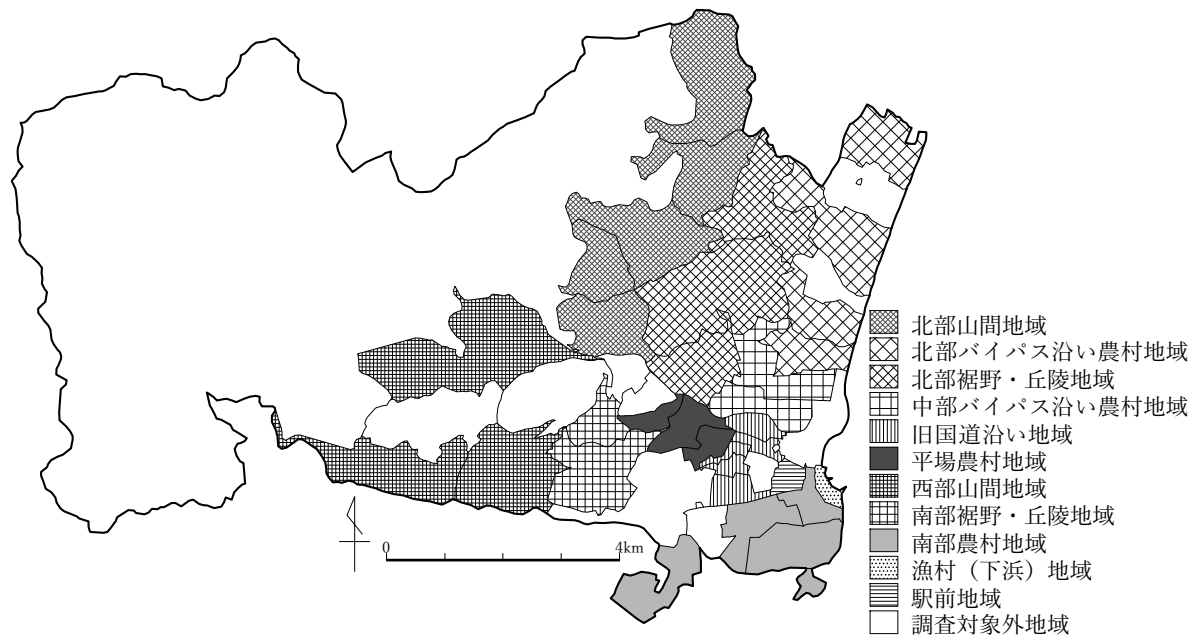 北部山間地域
北部バイパス沿い農村地域
北部裾野・丘陵地域
中部バイパス沿い農村地域
旧国道沿い地域
平場農村地域
西部山間地域
南部裾野・丘陵地域
南部農村地域
漁村（下浜）地域
駅前地域
調査対象外地域
0 4km